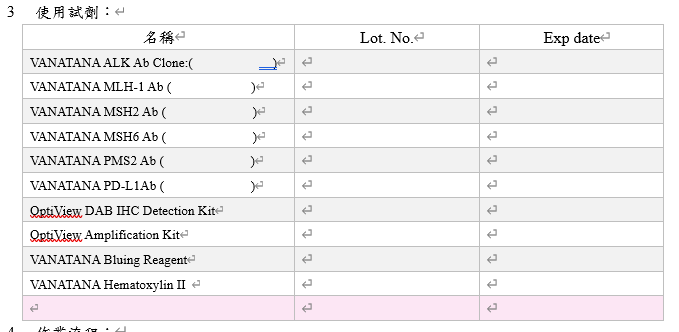 3 使用試劑：
名稱 Lot. No. Exp date
VANATANA ALK Ab Clone:( __)
VANATANA MLH-1 Ab ( )
VANATANA MSH2 Ab ( )
VANATANA MSH6 Ab ( )
VANATANA PMS2 Ab ( )
VANATANA PD-L1Ab ( )
OptiView DAB IHC Detection Kit
OptiView Amplification Kit
VANATANA Bluing Reagent
VANATANA Hematoxylin II